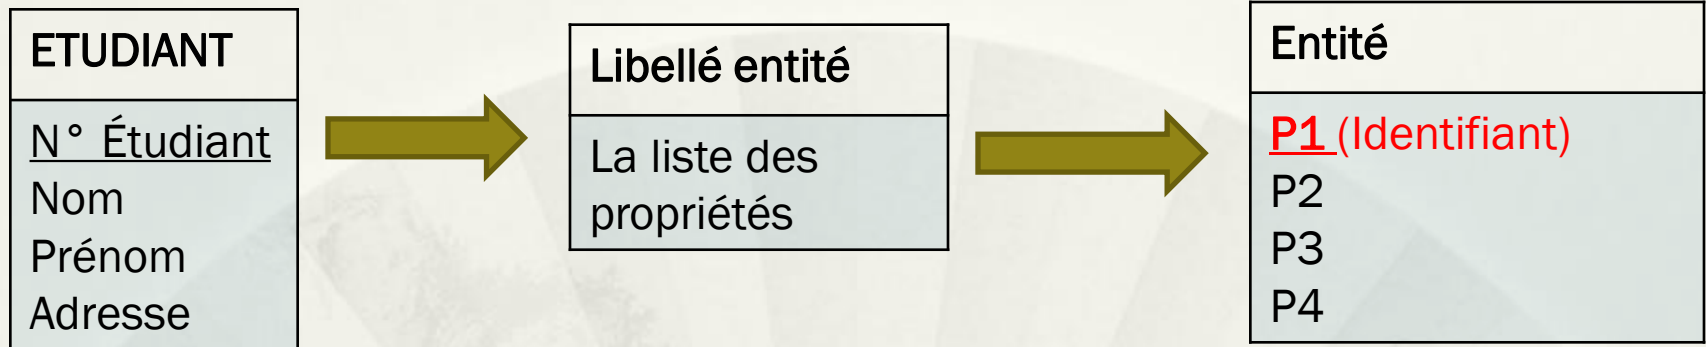 ETUDIANT
N° Étudiant
Nom
Prénom
Adresse
Libellé entité
La liste des
propriétés
Entité
P1 (Identifiant)
P2
P3
P4